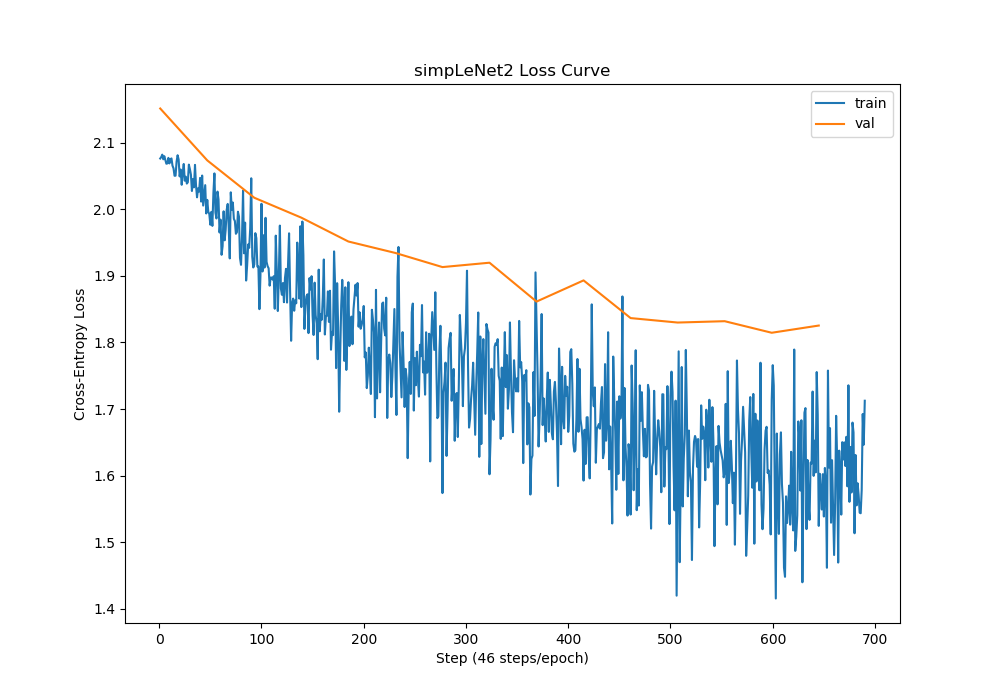 simpLeNet2 Loss Curve
train
val
Cross-Entropy Loss
2.1
2.0
1.9
1.8
1.7
1.6
1.5
1.4
0 100 200 300 400 500 600 700
Step (46 steps/epoch)